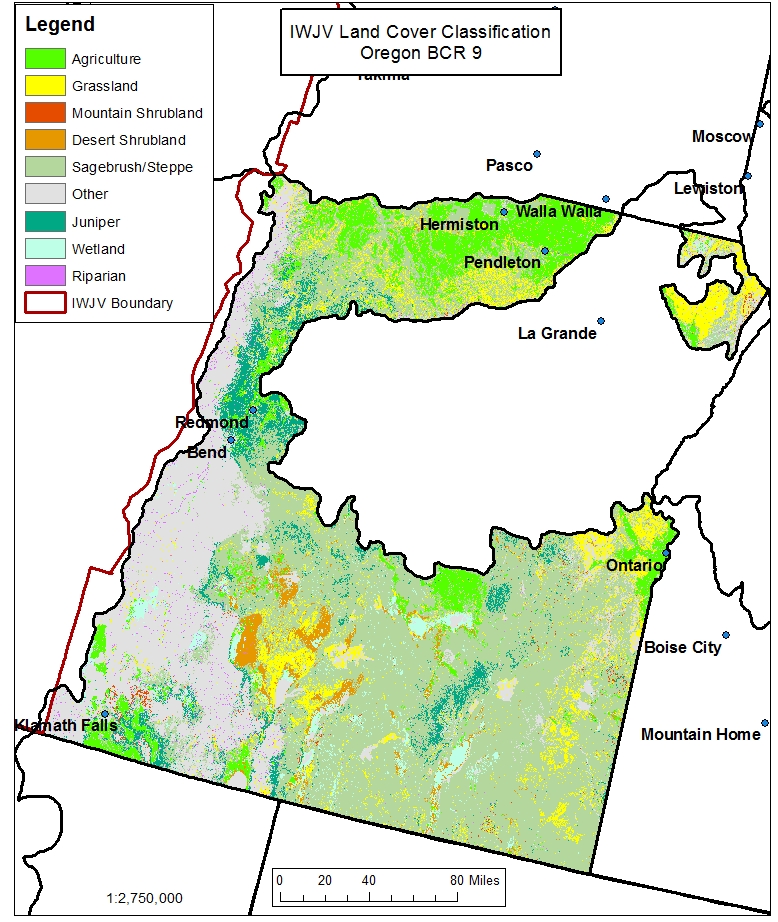 Legend
Agriculture
Grassland
Mountain Shrubland
Desert Shrubland
Sagebrush/Steppe
Other
Juniper
Wetland
Riparian
IWJV Boundary
IWJV Land Cover Classification
Oregon BCR 9
Yakima
Moscow
Pasco
Lewiston
Walla Walla
Hermiston
Pendleton
La Grande
Redmond
Bend
Ontario
Boise City
Klamath Falls
Mountain Home
0 20 40 80 Miles
1:2,750,000